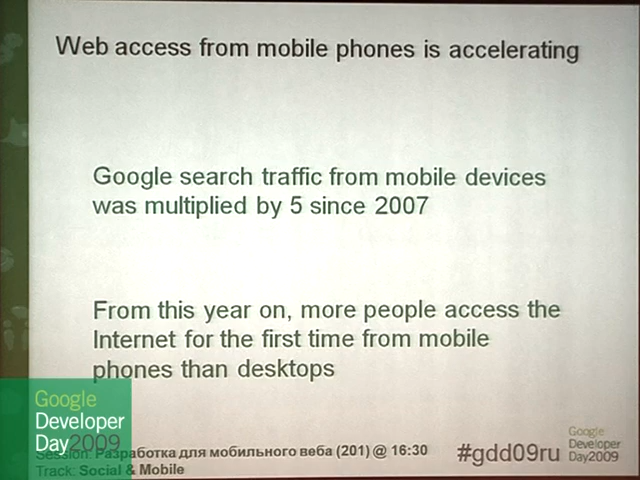 Web access from mobile phones is accelerating
Google search traffic from mobile devices
was multiplied by 5 since 2007
From this year on, more people access the
Internet for the first time from mobile
phones than desktops
Google
Developer
Day2009
Session: Разработка для мобильного веба (201) @ 16:30
Track: Social & Mobile
#gdd09ru
Google
Developer
Day2009